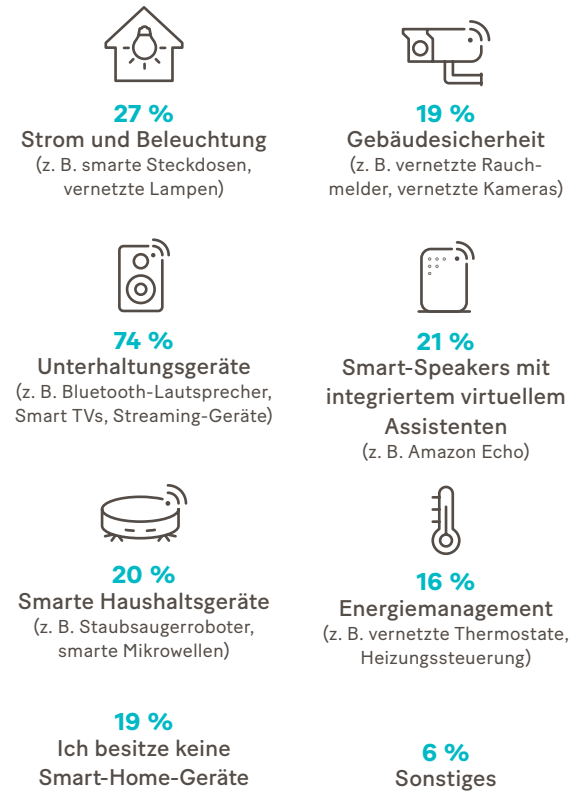 27 %
Strom und Beleuchtung
(z. B. smarte Steckdosen,
vernetzte Lampen)
19 %
Gebäudesicherheit
(z. B. vernetzte Rauch-
melder, vernetzte Kameras)
74 %
Unterhaltungsgeräte
(z. B. Bluetooth-Lautsprecher,
Smart TVs, Streaming-Geräte)
21 %
Smart-Speakers mit
integriertem virtuellem
Assistenten
(z. B. Amazon Echo)
20 %
Smarte Haushaltsgeräte
(z. B. Staubsaugerroboter,
smarte Mikrowellen)
16 %
Energiemanagement
(z. B. vernetzte Thermostate,
Heizungssteuerung)
19 %
Ich besitze keine
Smart-Home-Geräte
6 %
Sonstiges